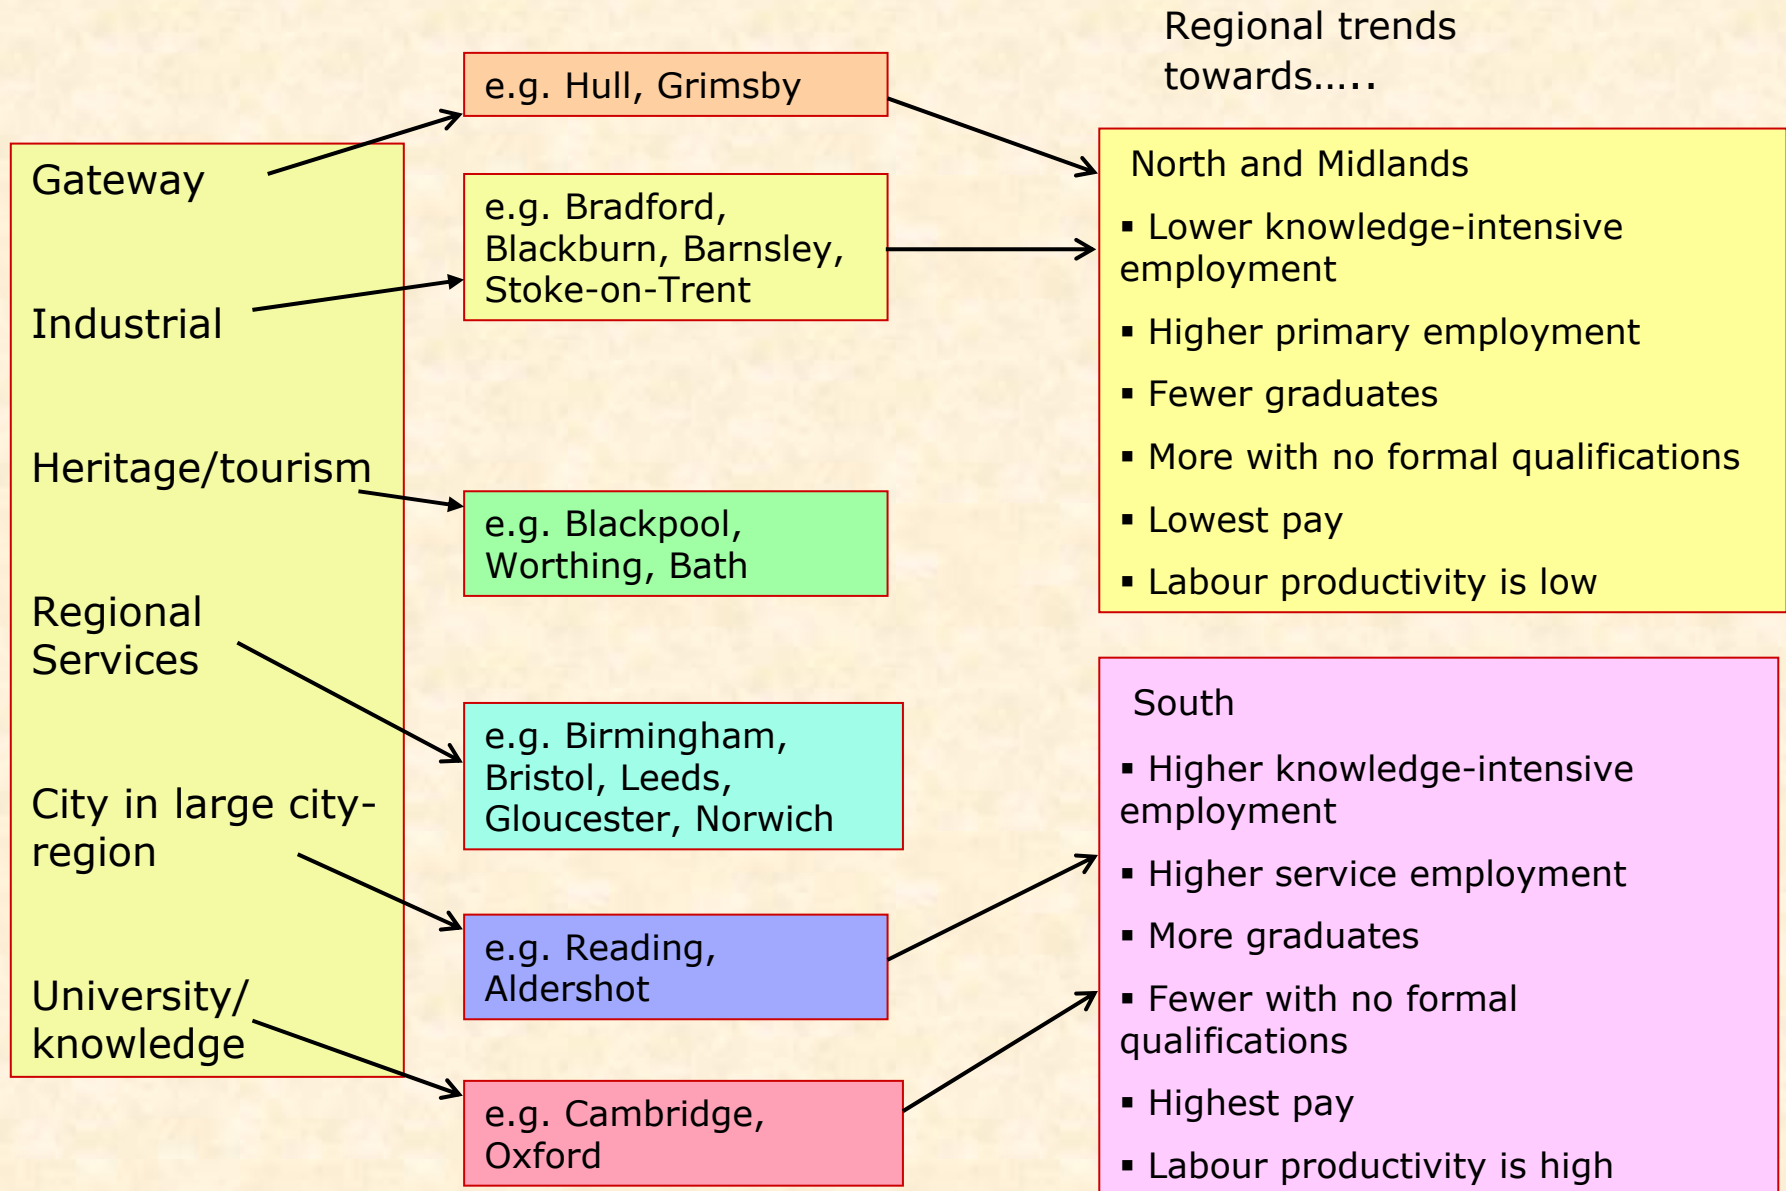 Regional trends
towards.....
Gateway
Industrial
Heritage/tourism
Regional
Services
City in large city-
region
University/
knowledge
e.g. Hull, Grimsby
e.g. Bradford,
Blackburn, Barnsley,
Stoke-on-Trent
e.g. Blackpool,
Worthing, Bath
e.g. Birmingham,
Bristol, Leeds,
Gloucester, Norwich
e.g. Reading,
Aldershot
e.g. Cambridge,
Oxford
North and Midlands
▪ Lower knowledge-intensive
employment
▪ Higher primary employment
▪ Fewer graduates
▪ More with no formal qualifications
▪ Lowest pay
▪ Labour productivity is low
South
▪ Higher knowledge-intensive
employment
▪ Higher service employment
▪ More graduates
▪ Fewer with no formal
qualifications
▪ Highest pay
▪ Labour productivity is high